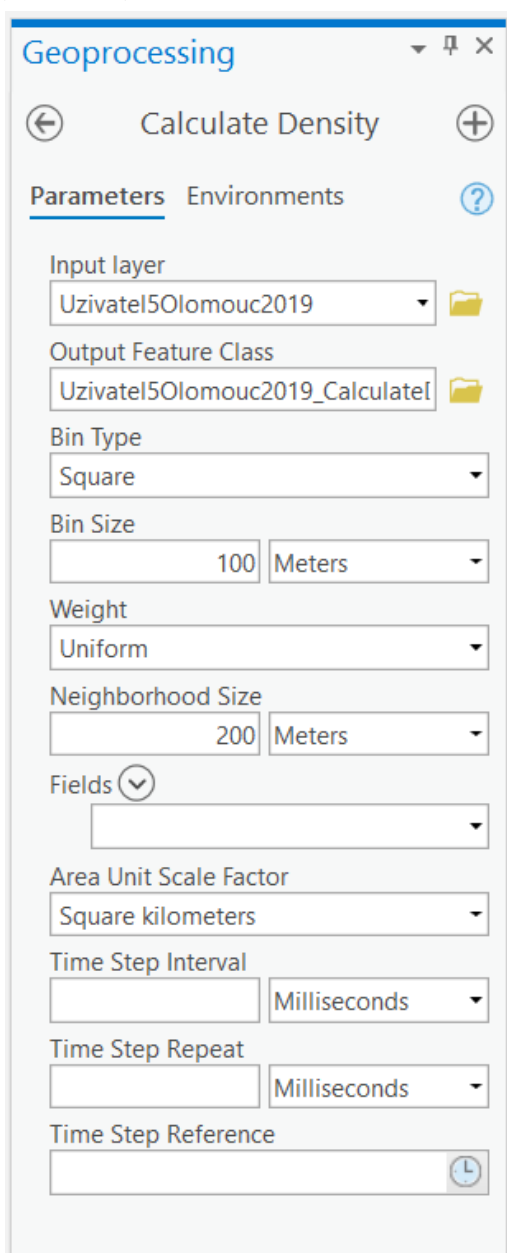 Geoprocessing
Calculate Density
Parameters Environments
Input layer
Uzivatel5Olomouc2019
Output Feature Class
Uzivatel5Olomouc2019_Calculate
Bin Type
Square
Bin Size
100 Meters
Weight
Uniform
Neighborhood Size
200 Meters
Fields
Area Unit Scale Factor
Square kilometers
Time Step Interval
Milliseconds
Time Step Repeat
Milliseconds
Time Step Reference